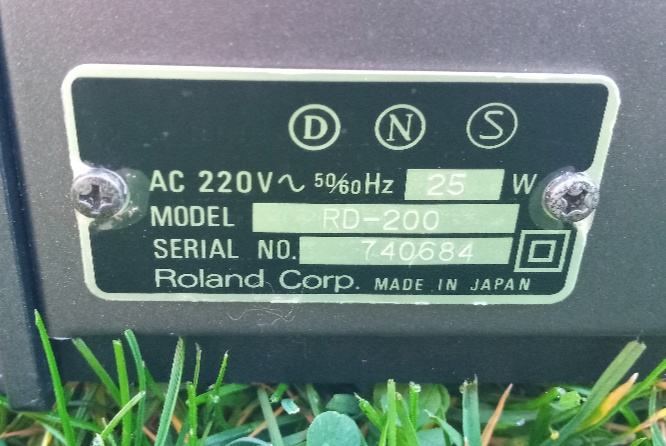 D N S
AC 220V ~ 50/60Hz 25 W
MODEL RD-200
SERIAL NO. 740684
Roland Corp. MADE IN JAPAN